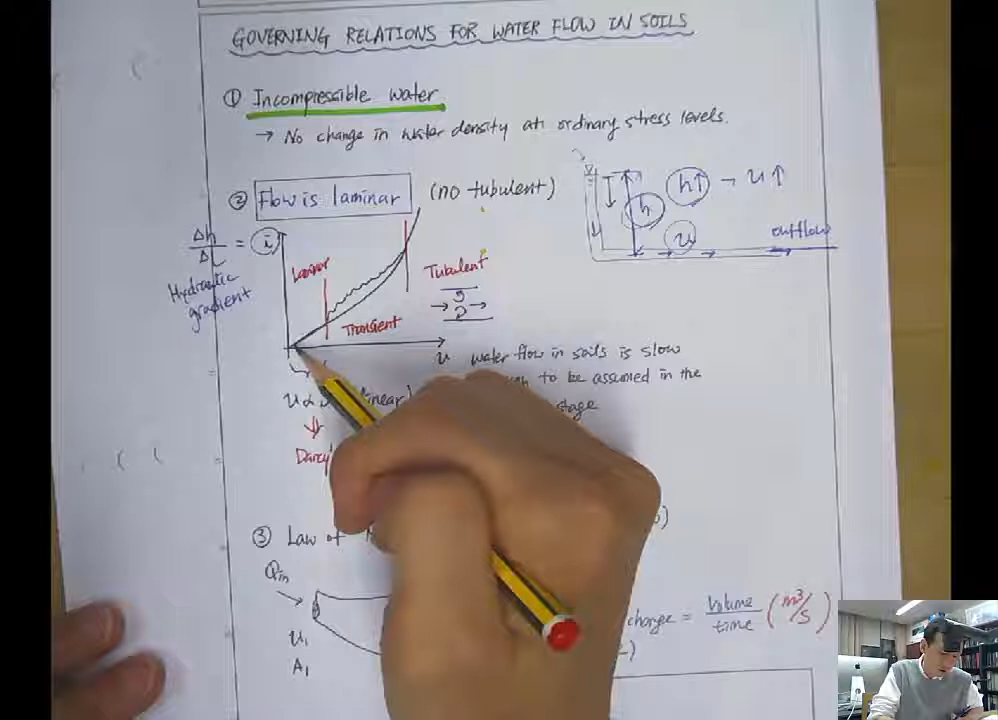 GOVERNING RELATIONS FOR WATER FLOW IN SOILS
① Incompressible water
→ No change in water density at ordinary stress levels.
② Flow is laminar (no tubulent)
h
h↑ → u↑
u
outflow
Δh
ΔL
= i
Hydraulic
gradient
Laminar
Transient
Tubulent
u
water flow in soils is slow
to be assumed in the
stage
u ∝ i linear)
Darcy
③ Law of
Qin
u₁
A₁
change = volume
time
(m³/s)